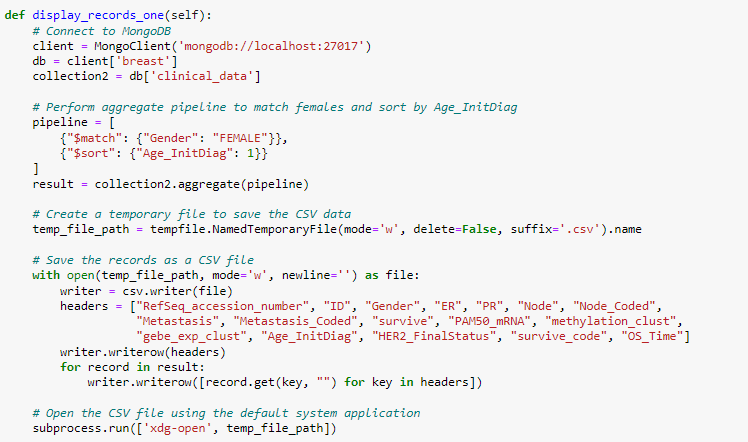 def display_records_one(self):
    # Connect to MongoDB
    client = MongoClient('mongodb://localhost:27017')
    db = client['breast']
    collection2 = db['clinical_data']

    # Perform aggregate pipeline to match females and sort by Age_InitDiag
    pipeline = [
        {"$match": {"Gender": "FEMALE"}},
        {"$sort": {"Age_InitDiag": 1}}
    ]
    result = collection2.aggregate(pipeline)

    # Create a temporary file to save the CSV data
    temp_file_path = tempfile.NamedTemporaryFile(mode='w', delete=False, suffix='.csv').name

    # Save the records as a CSV file
    with open(temp_file_path, mode='w', newline='') as file:
        writer = csv.writer(file)
        headers = ["RefSeq_accession_number", "ID", "Gender", "ER", "PR", "Node", "Node_Coded",
                   "Metastasis", "Metastasis_Coded", "survive", "PAM50_mRNA", "methylation_clust",
                   "gebe_exp_clust", "Age_InitDiag", "HER2_FinalStatus", "survive_code", "OS_Time"]
        writer.writerow(headers)
        for record in result:
            writer.writerow([record.get(key, "") for key in headers])

    # Open the CSV file using the default system application
    subprocess.run(['xdg-open', temp_file_path])